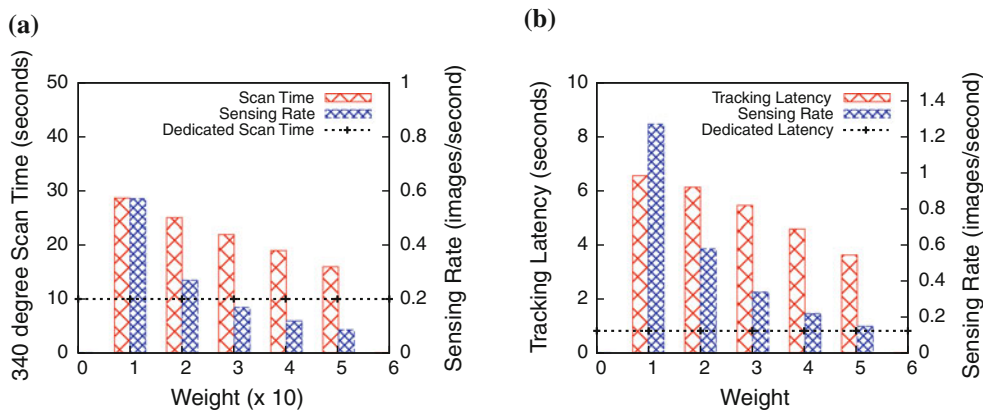 (a)
340 degree Scan Time (seconds)
50
40
30
20
10
0
Scan Time
Sensing Rate
Dedicated Scan Time
1
0.8
0.6
0.4
0.2
0
Sensing Rate (images/second)
0 1 2 3 4 5 6
Weight (x 10)
(b)
Tracking Latency (seconds)
10
8
6
4
2
0
Tracking Latency
Sensing Rate
Dedicated Latency
1.4
1.2
1
0.8
0.6
0.4
0.2
0
Sensing Rate (images/second)
0 1 2 3 4 5 6
Weight